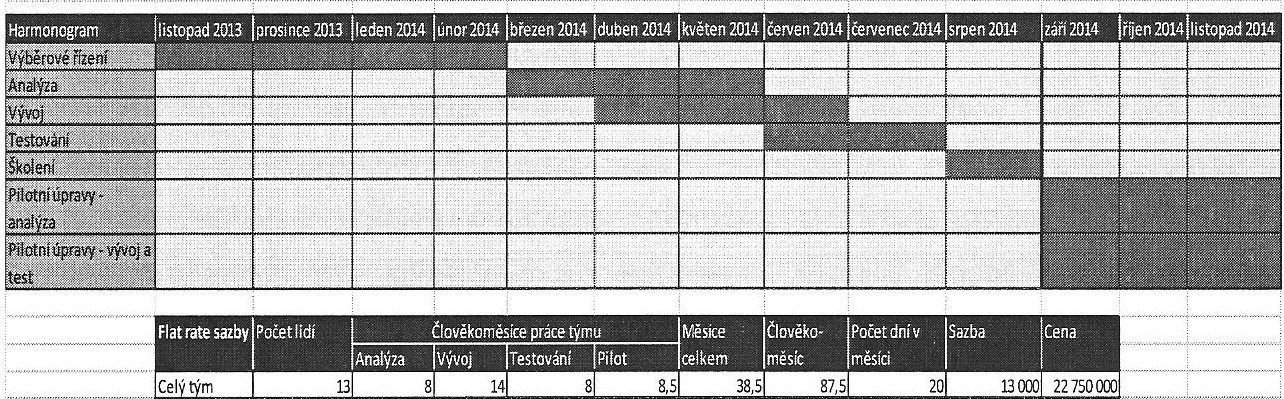 Harmonogram listopad 2013 prosince 2013 leden 2014 únor 2014 březen 2014 duben 2014 květen 2014 červen 2014 červenec 2014 srpen 2014 září 2014 říjen 2014 listopad 2014
Výběrové řízení
Analýza
Vývoj
Testování
Školení
Pilotní úpravy -
analýza
Pilotní úpravy - vývoj a
test
Flat rate sazby Počet lidí Člověkoměsíce práce týmu Měsíce Člověko- Počet dní v Sazba Cena
Analýza Vývoj Testování Pilot celkem měsíc měsíci
Celý tým 13 8 14 8 8,5 38,5 87,5 20 13 000 22 750 000